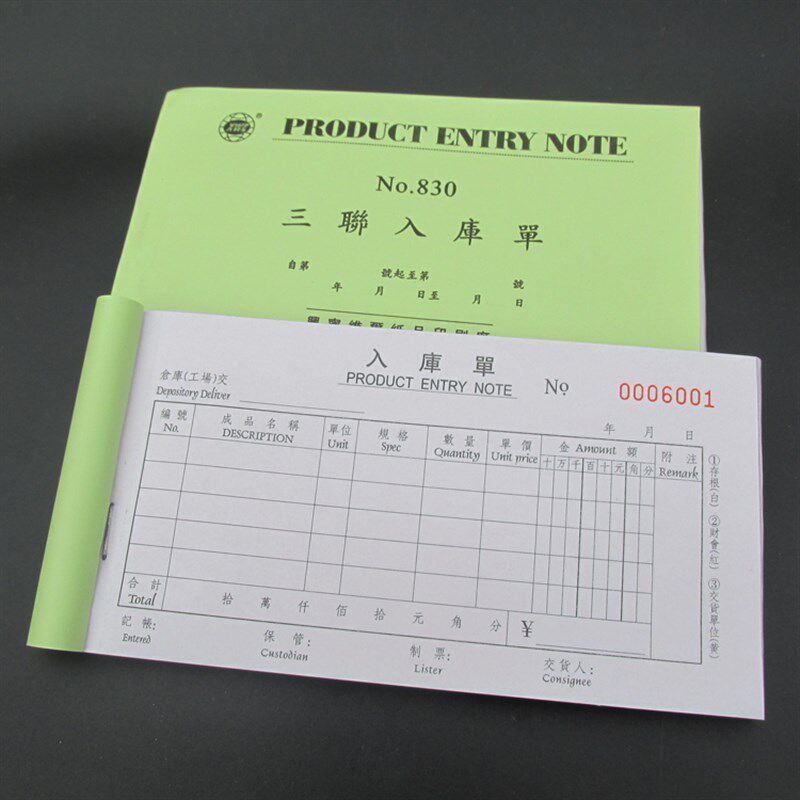 PRODUCT ENTRY NOTE
No.830
三聯入庫單
自第 號起至第 號
年 月 日至 月 日
入庫單
PRODUCT ENTRY NOTE
No 0006001
倉庫(工場)交
Depository Deliver
年 月 日
編號 成品名稱 單位 規格 數量 單價 金 Amount 額 附注
No. DESCRIPTION Unit Spec Quantity Unit price 十 万 千 百 十 元 角 分 Remark
合計 拾 萬 仟 佰 拾 元 角 分 ¥
Total
記帳: 保管: 制票: 交貨人:
Entered Custodian Lister Consignee
①存根(白) ②財會(紅) ③交貨單位(黄)